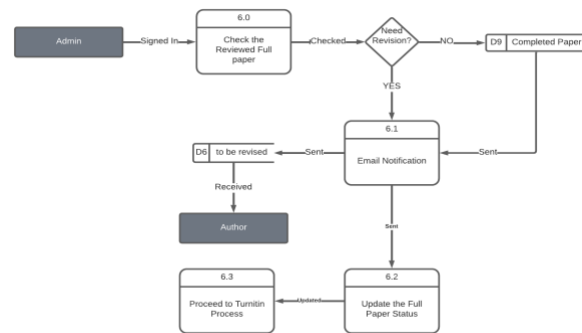 6.0
Admin
Signed In
Check the
Reviewed Full
paper
Checked
Need
Revision?
NO
D9 Completed Paper
YES
6.1
Email Notification
Sent
Sent
D6 to be revised
Received
Author
Sent
6.3
Proceed to Turnitin
Process
Updated
6.2
Update the Full
Paper Status